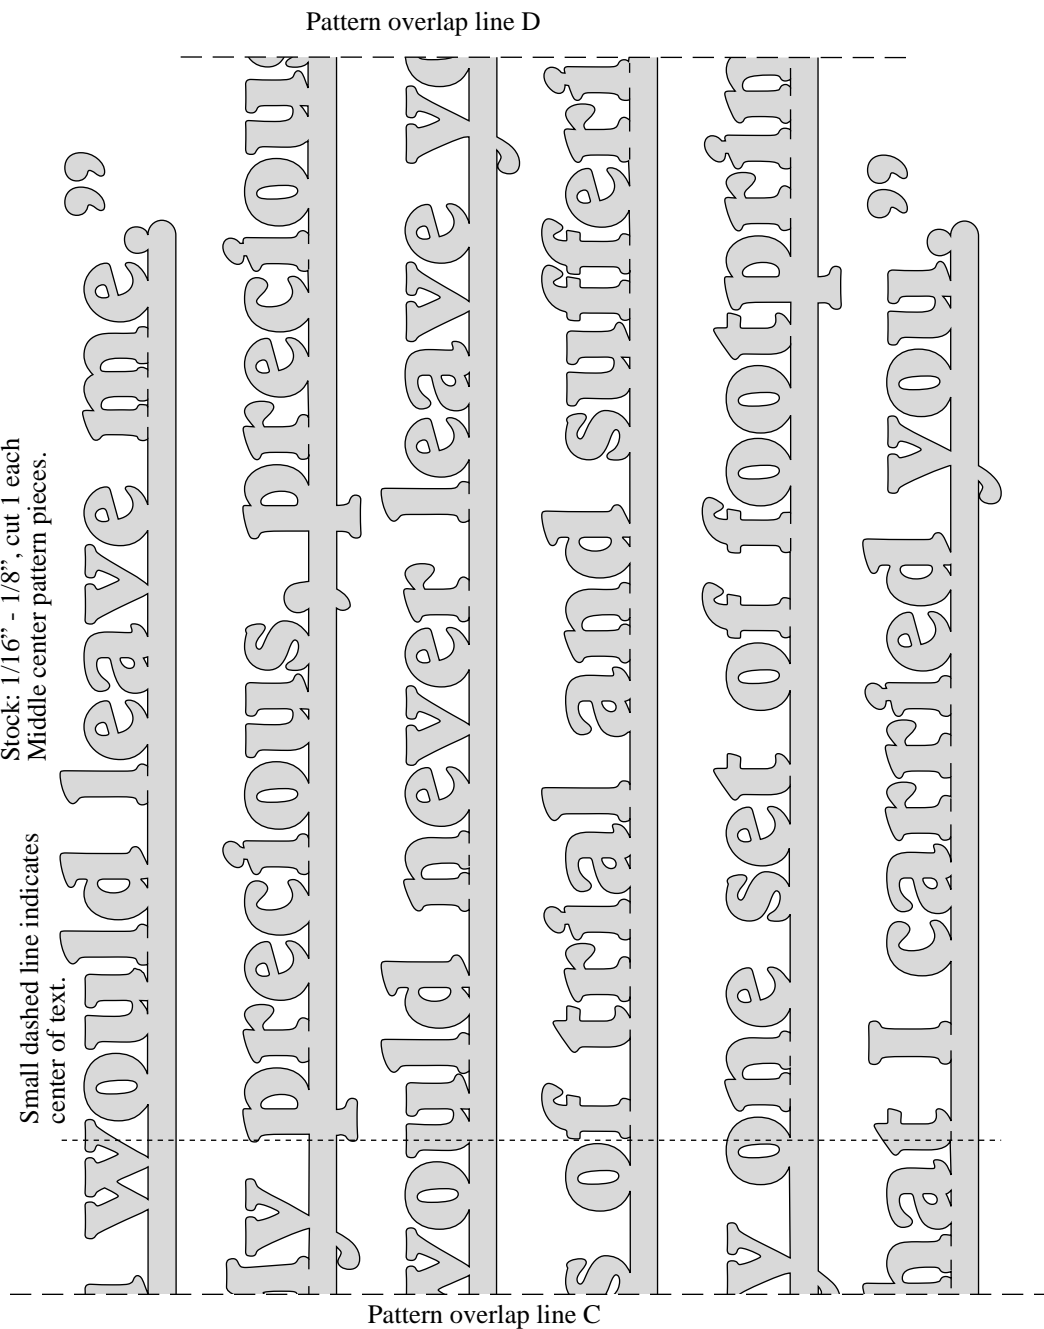 Pattern overlap line D
Stock: 1/16” - 1/8”, cut 1 each
Middle center pattern pieces.
Small dashed line indicates
center of text.
would leave me.”
y precious, precious
would never leave yo
s of trial and sufferi
y one set of footprin
hat I carried you.”
Pattern overlap line C